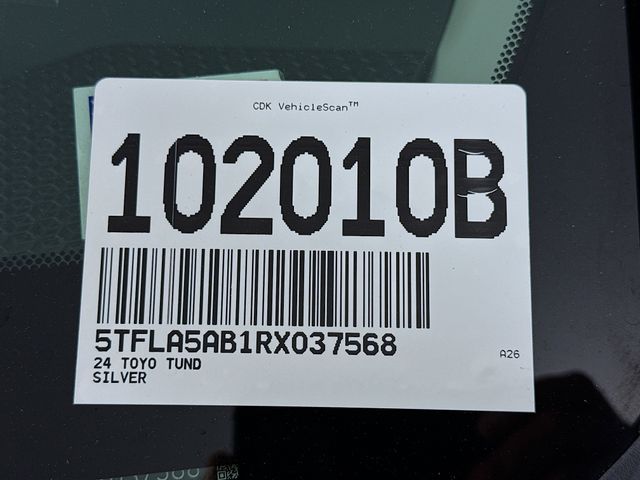 CDK VehicleScan™
102010B
5TFLA5AB1RX037568
24 TOYO TUND
SILVER
A26